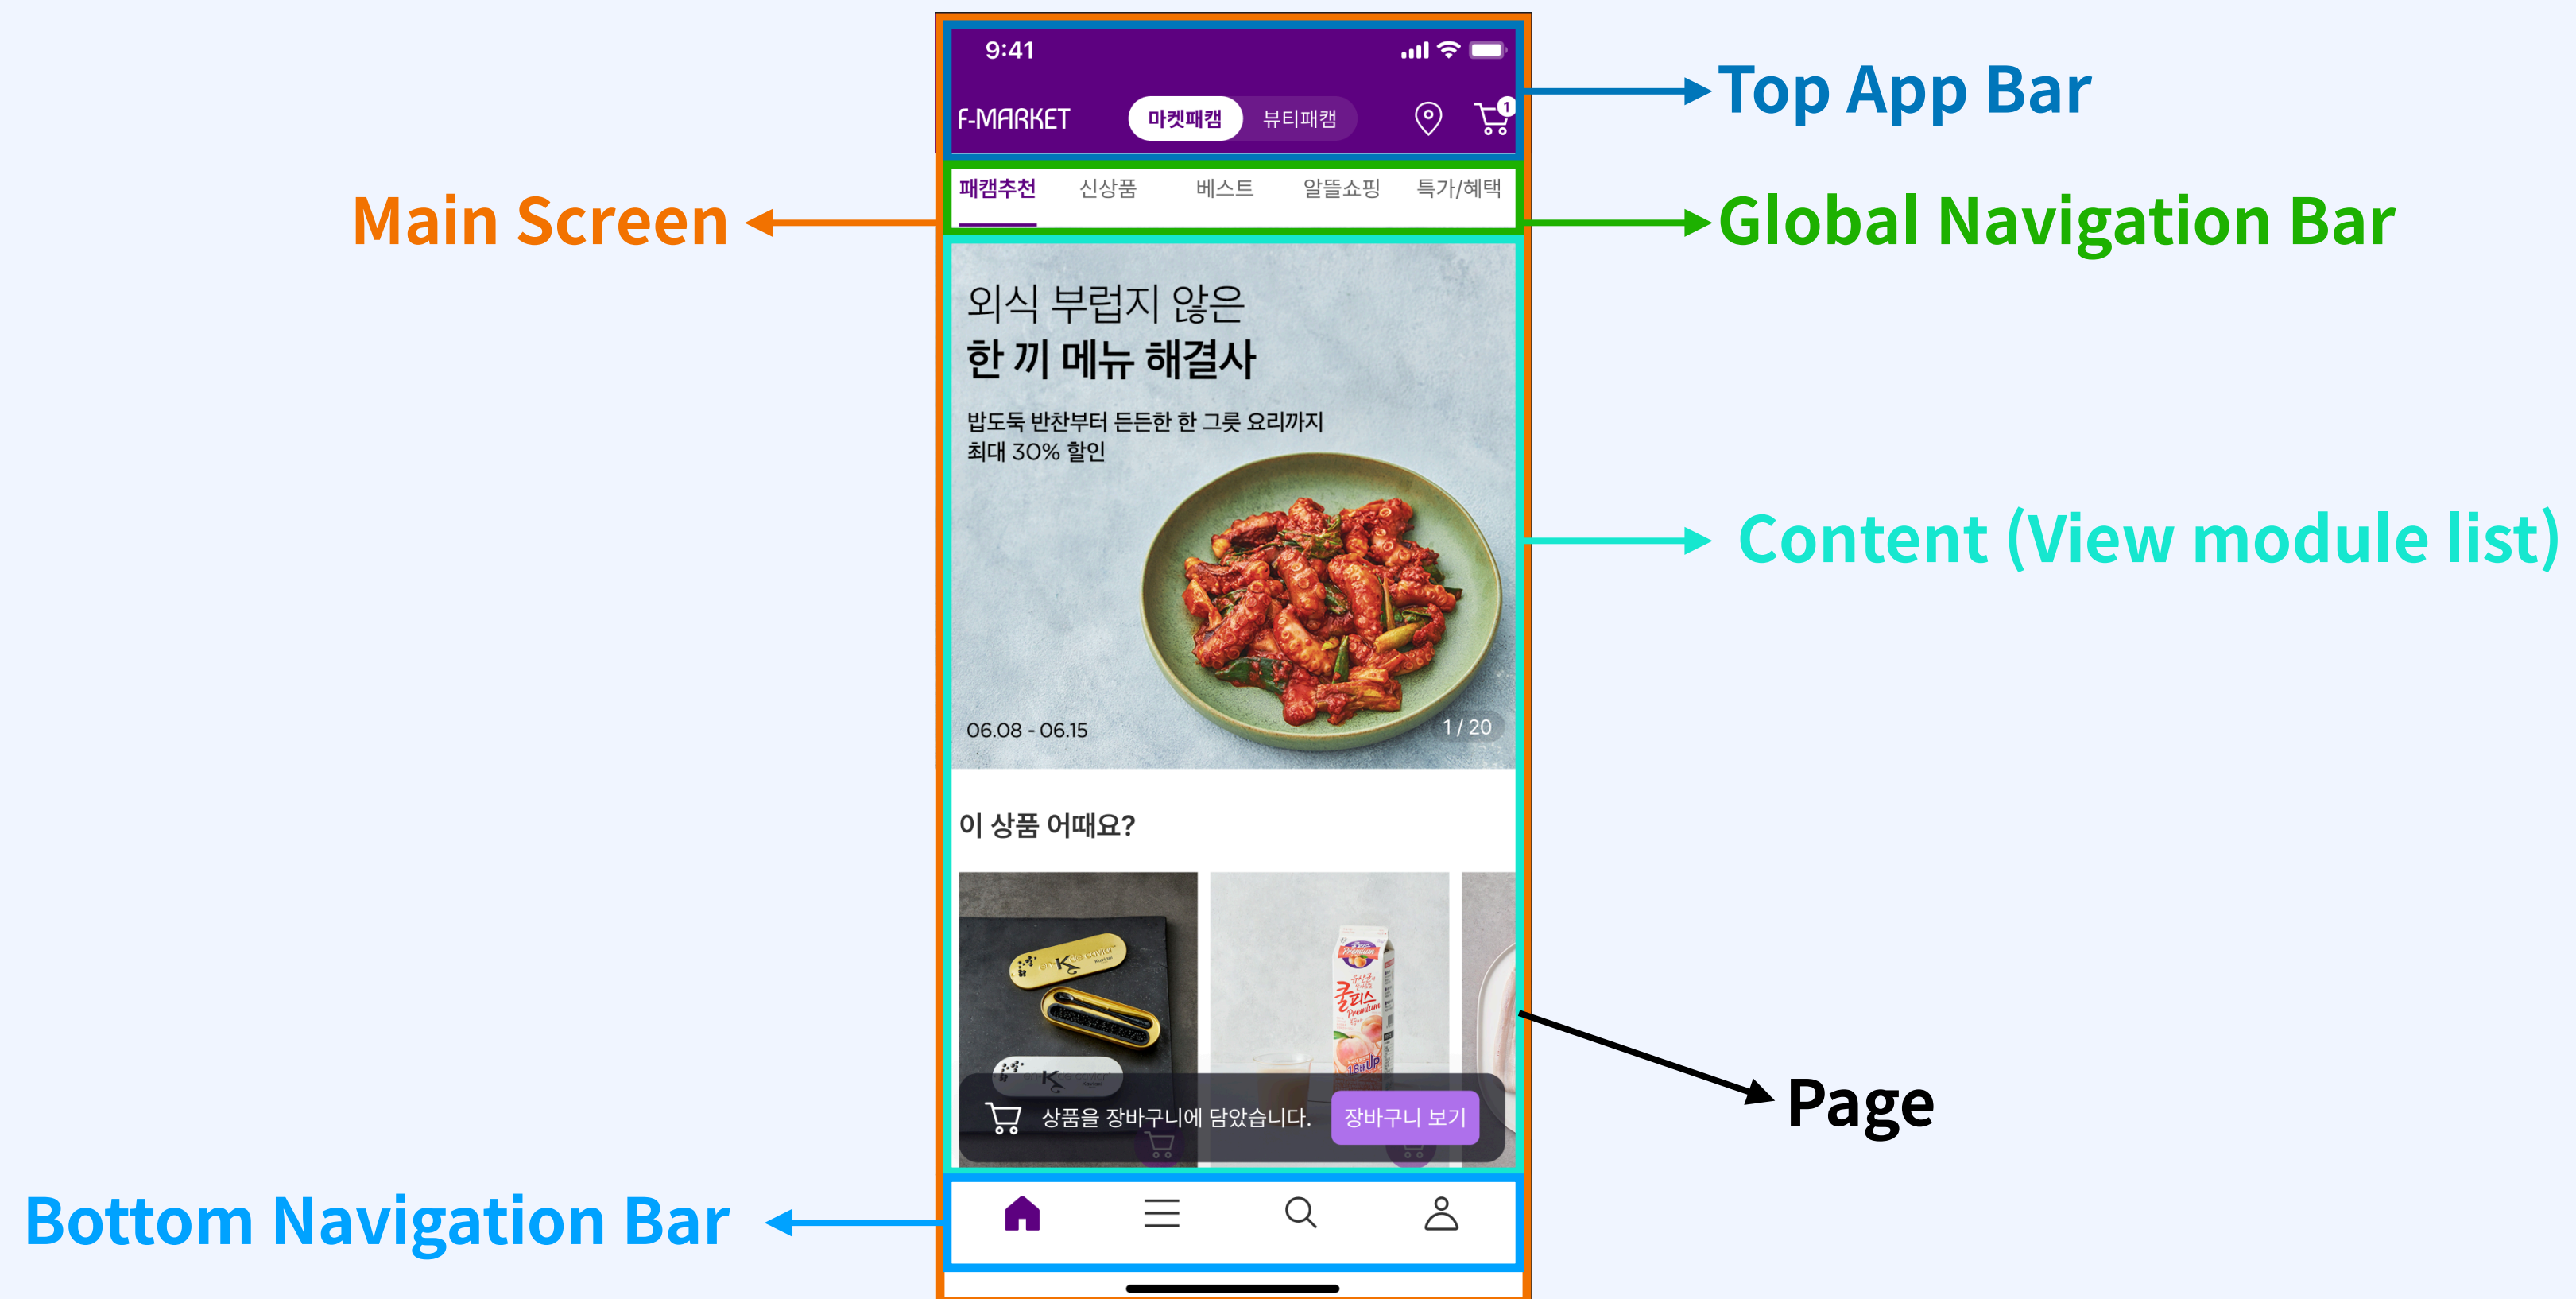 9:41
F-MARKET
마켓패캠
뷰티패캠
1
Top App Bar
패캠추천
신상품
베스트
알뜰쇼핑
특가/혜택
Main Screen
Global Navigation Bar
외식 부럽지 않은
한 끼 메뉴 해결사
밥도둑 반찬부터 든든한 한 그릇 요리까지
최대 30% 할인
Content (View module list)
06.08 - 06.15
1 / 20
이 상품 어때요?
쿨피스
Premium
Page
상품을 장바구니에 담았습니다.
장바구니 보기
Bottom Navigation Bar